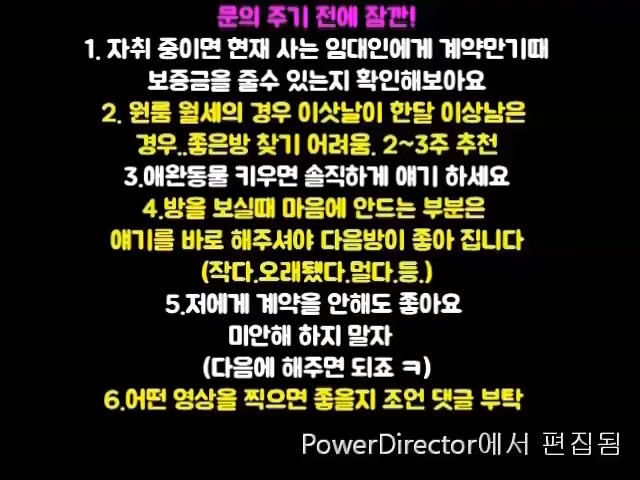 문의 주기 전에 잠깐!
1. 자취 중이면 현재 사는 임대인에게 계약만기때
보증금을 줄수 있는지 확인해보아요
2. 원룸 월세의 경우 이삿날이 한달 이상남은
경우..좋은방 찾기 어려움. 2~3주 추천
3.애완동물 키우면 솔직하게 얘기 하세요
4.방을 보실때 마음에 안드는 부분은
얘기를 바로 해주셔야 다음방이 좋아 집니다
(작다.오래됐다.멀다.등.)
5.저에게 계약을 안해도 좋아요
미안해 하지 말자
(다음에 해주면 되죠 ㅋ)
6.어떤 영상을 찍으면 좋을지 조언 댓글 부탁
PowerDirector에서 편집됨